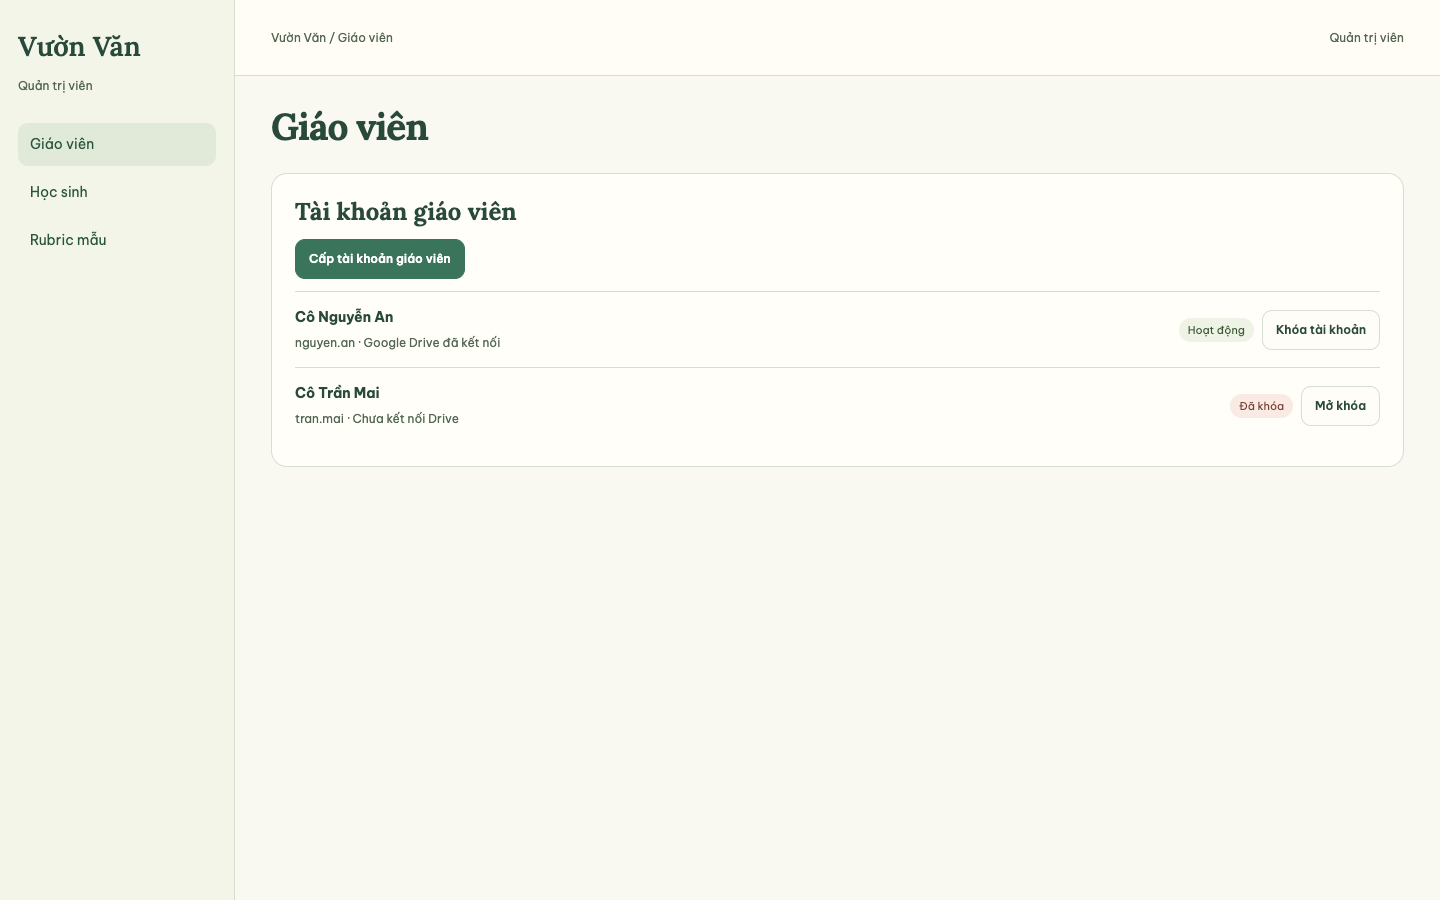 Vườn Văn
Quản trị viên
Giáo viên
Học sinh
Rubric mẫu
Vườn Văn / Giáo viên
Quản trị viên
Giáo viên
Tài khoản giáo viên
Cấp tài khoản giáo viên
Cô Nguyễn An
nguyen.an · Google Drive đã kết nối
Hoạt động
Khóa tài khoản
Cô Trần Mai
tran.mai · Chưa kết nối Drive
Đã khóa
Mở khóa